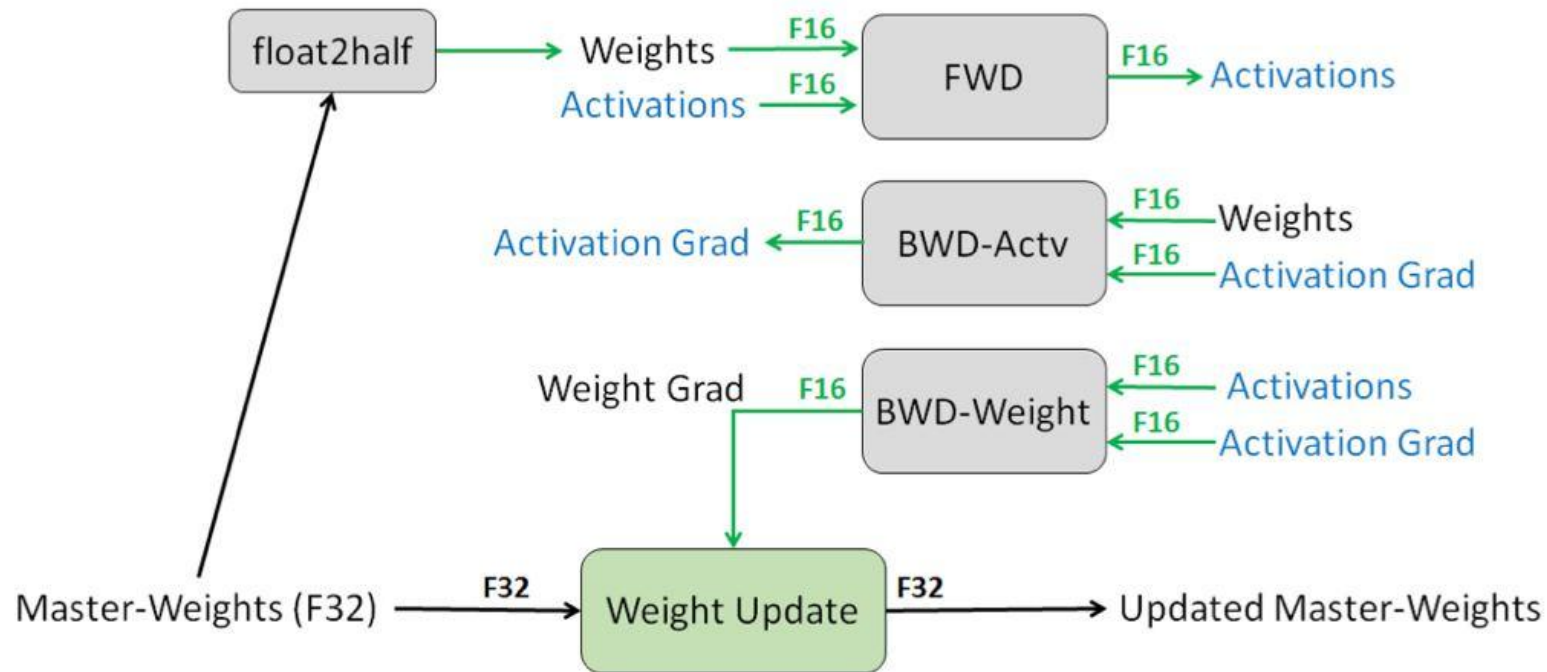 float2half
Weights
F16
FWD
F16
Activations
Activations
F16
Activation Grad
F16
BWD-Actv
F16
Weights
F16
Activation Grad
Weight Grad
F16
BWD-Weight
F16
Activations
F16
Activation Grad
Master-Weights (F32)
F32
Weight Update
F32
Updated Master-Weights